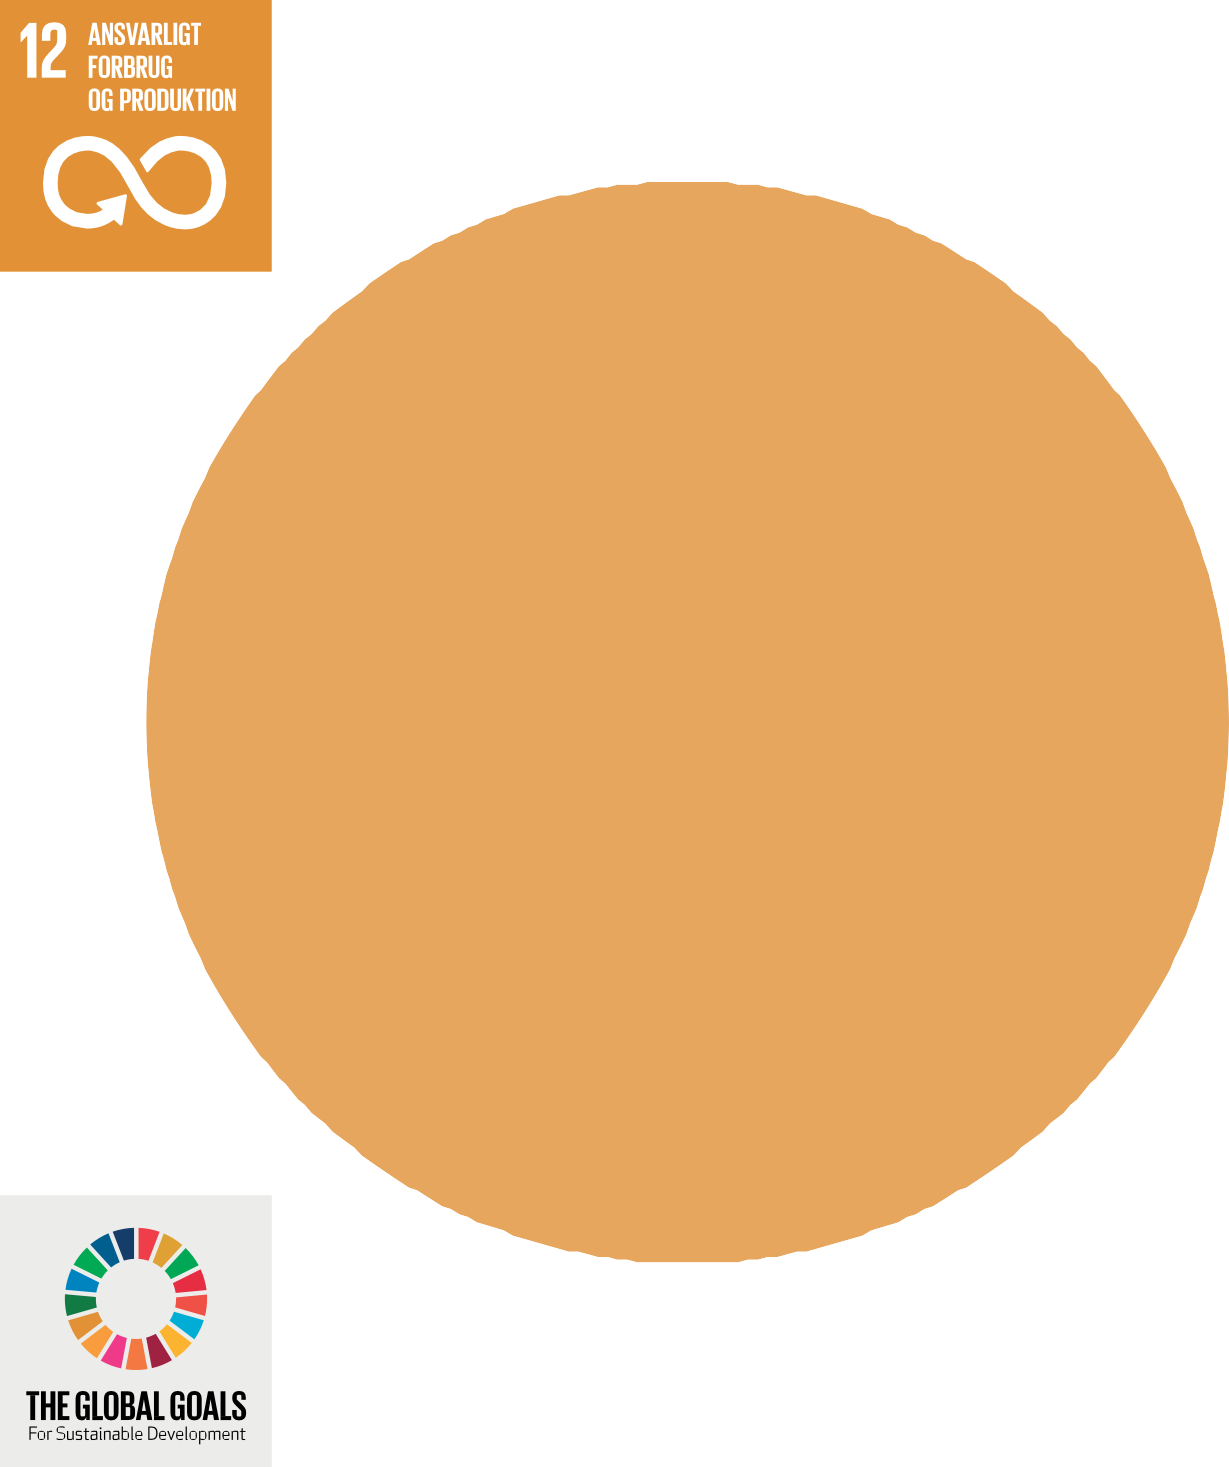 12 ANSVARLIGT
FORBRUG
OG PRODUKTION
THE GLOBAL GOALS
For Sustainable Development